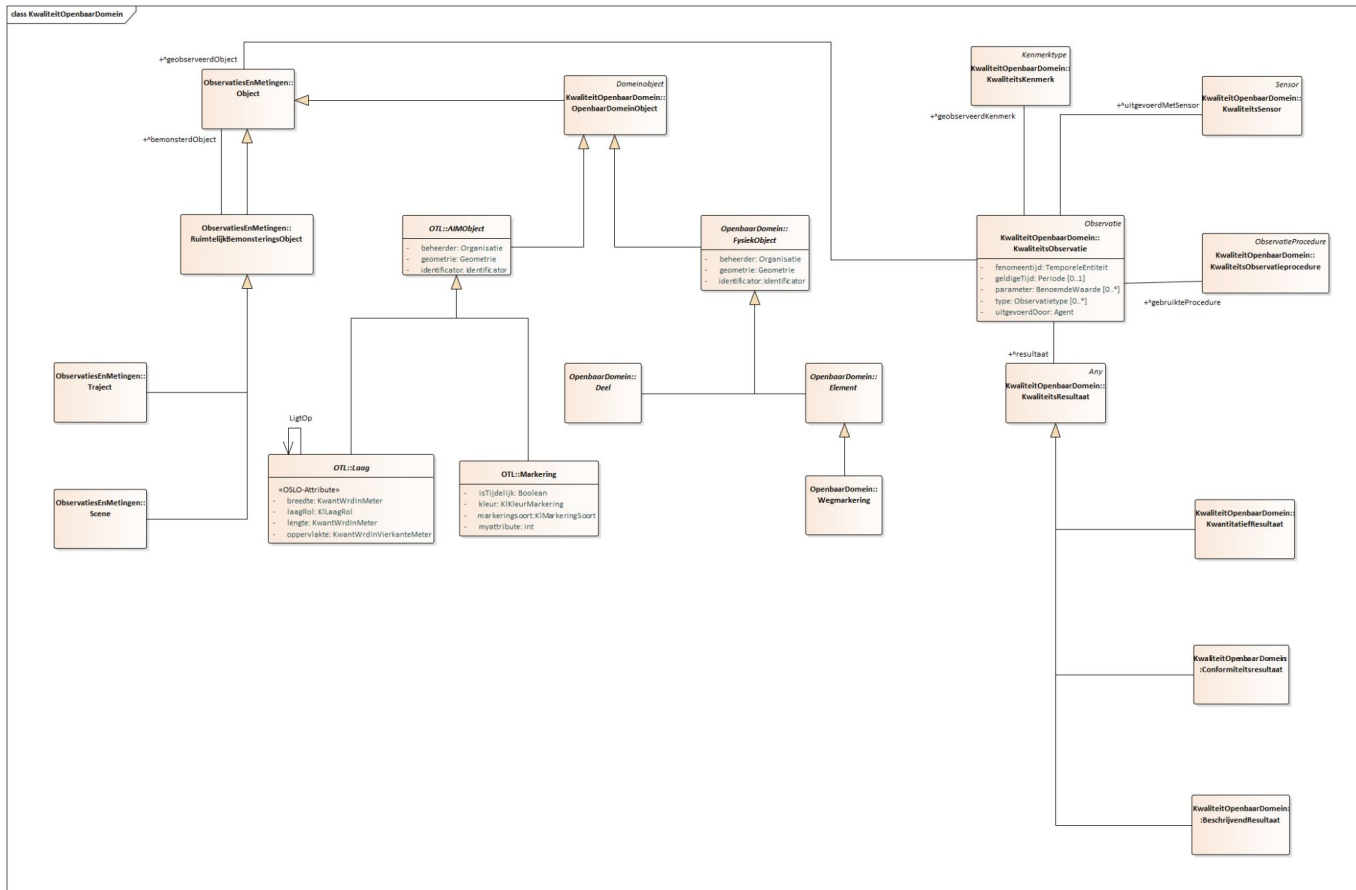 class KwaliteitOpenbaarDomein
+^geobserveerdObject
ObservatiesEnMetingen::
Object
+^bemonsterdObject
Domeinobject
KwaliteitOpenbaarDomein::
OpenbaarDomeinObject
Kenmerktype
KwaliteitOpenbaarDomein::
KwaliteitsKenmerk
+^geobserveerdKenmerk
Sensor
KwaliteitOpenbaarDomein::
KwaliteitsSensor
+^uitgevoerdMetSensor
ObservatiesEnMetingen::
RuimtelijkBemonsteringsObject
OTL::AIMObject
- beheerder: Organisatie
- geometrie: Geometrie
- identificator: Identificator
OpenbaarDomein::
FysiekObject
- beheerder: Organisatie
- geometrie: Geometrie
- identificator: Identificator
Observatie
KwaliteitOpenbaarDomein::
KwaliteitsObservatie
- fenomeentijd: TemporeleEntiteit
- geldigeTijd: Periode [0..1]
- parameter: BenoemdeWaarde [0..*]
- type: Observatietype [0..*]
- uitgevoerdDoor: Agent
ObservatieProcedure
KwaliteitOpenbaarDomein::
KwaliteitsObservatieprocedure
+^gebruikteProcedure
+^resultaat
ObservatiesEnMetingen::
Traject
OpenbaarDomein::
Deel
OpenbaarDomein::
Element
Any
KwaliteitOpenbaarDomein::
KwaliteitsResultaat
LigtOp
OTL::Laag
«OSLO-Attribute»
- breedte: KwantWrdInMeter
- laagRol: KlLaagRol
- lengte: KwantWrdInMeter
- oppervlakte: KwantWrdInVierkanteMeter
OTL::Markering
- isTijdelijk: Boolean
- kleur: KlKleurMarkering
- markeringsoort: KlMarkeringSoort
- myattribute: int
OpenbaarDomein::
Wegmarkering
ObservatiesEnMetingen::
Scene
KwaliteitOpenbaarDomein::
KwantitatiefResultaat
KwaliteitOpenbaarDomein:
:Conformiteitsresultaat
KwaliteitOpenbaarDomein:
:BeschrijvendResultaat